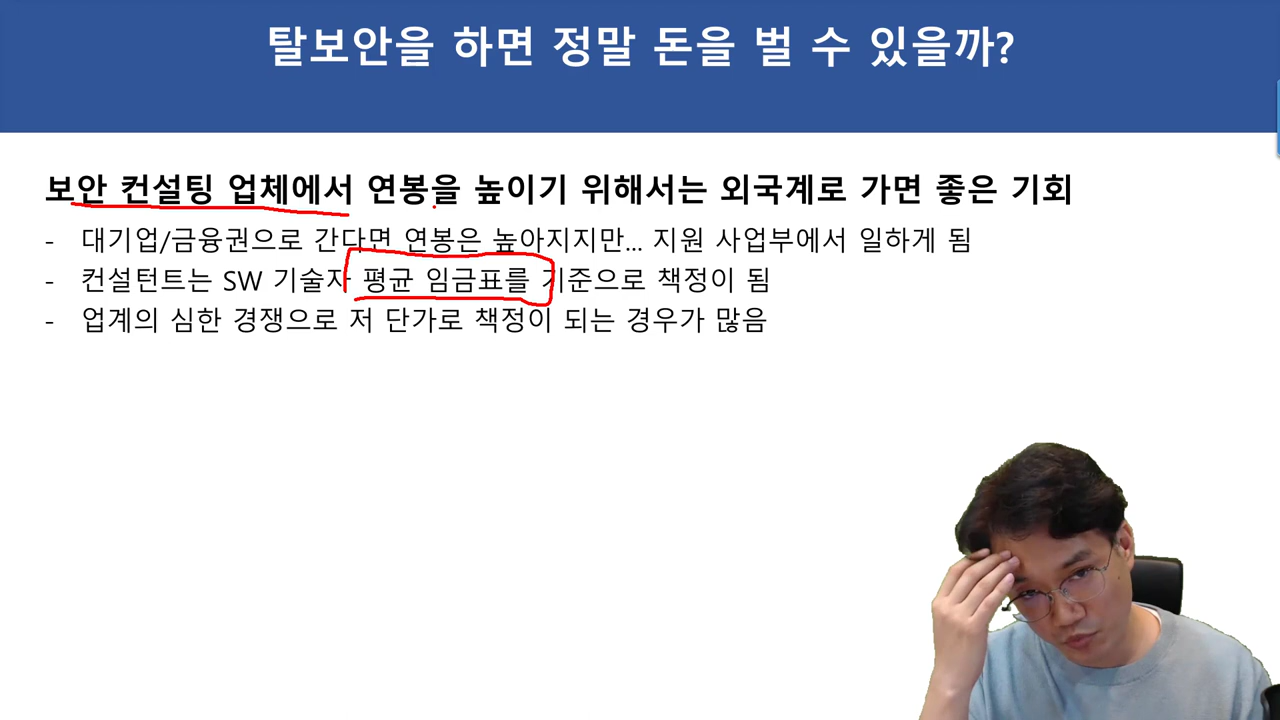 탈보안을 하면 정말 돈을 벌 수 있을까?
보안 컨설팅 업체에서 연봉을 높이기 위해서는 외국계로 가면 좋은 기회
- 대기업/금융권으로 간다면 연봉은 높아지지만... 지원 사업부에서 일하게 됨
- 컨설턴트는 SW 기술자 평균 임금표를 기준으로 책정이 됨
- 업계의 심한 경쟁으로 저 단가로 책정이 되는 경우가 많음